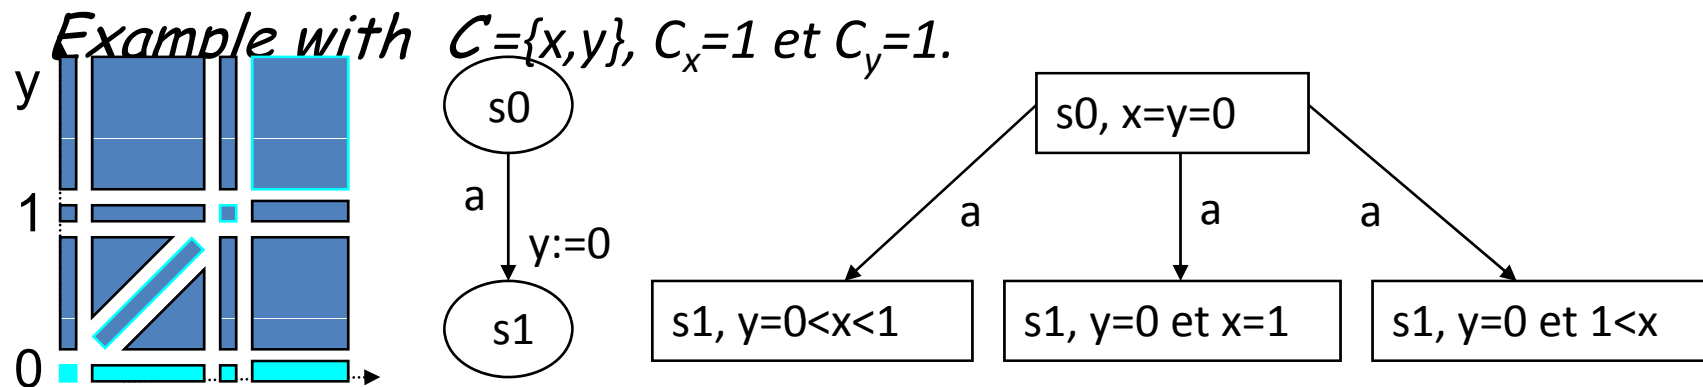 Example with C={x,y}, Cₓ=1 et Cᵧ=1.
y
1
0
s0
a
y:=0
s1
s0, x=y=0
a
a
a
s1, y=0<x<1
s1, y=0 et x=1
s1, y=0 et 1<x